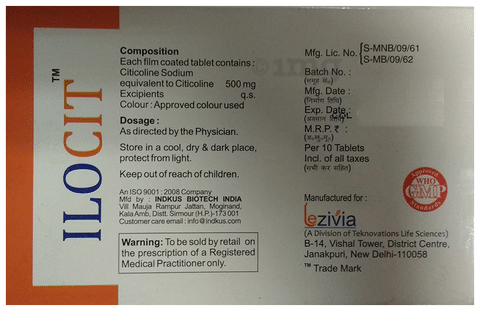 ILOCIT™
Composition
Each film coated tablet contains :
Citicoline Sodium
equivalent to Citicoline 500 mg
Excipients q.s.
Colour : Approved colour used
Dosage :
As directed by the Physician.
Store in a cool, dry & dark place,
protect from light.
Keep out of reach of children.
An ISO 9001 : 2008 Company
Mfd by : INDKUS BIOTECH INDIA
Vill Mauja Rampur Jattan, Moginand,
Kala Amb, Distt. Sirmour (H.P.)-173 001
Customer care email : info@indkus.com
Warning: To be sold by retail on
the prescription of a Registered
Medical Practitioner only.
Mfg. Lic. No. { S-MNB/09/61
S-MB/09/62
Batch No. :
Mfg. Date :
(निर्माण तिथि)
Exp. Date :
M.R.P. ₹ :
Per 10 Tablets
Incl. of all taxes
(सभी कर सहित)
Approved
WHO
GMP
Standards
Manufactured for :
Lezivia
(A Division of Teknovations Life Sciences)
B-14, Vishal Tower, District Centre,
Janakpuri, New Delhi-110058
™ Trade Mark